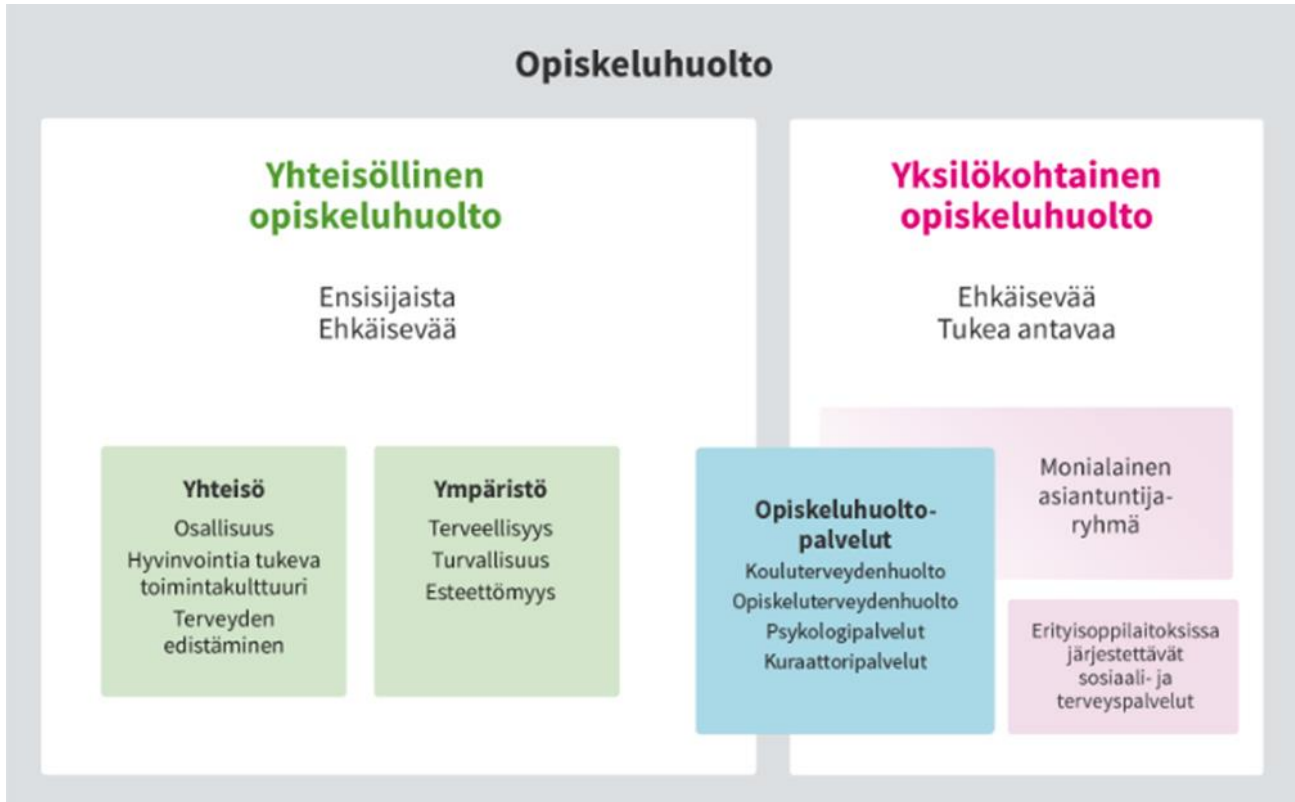 Opiskeluhuolto
Yhteisöllinen
opiskeluhuolto
Ensisijaista
Ehkäisevää
Yhteisö
Osallisuus
Hyvinvointia tukeva
toimintakulttuuri
Terveyden
edistäminen
Ympäristö
Terveellisyys
Turvallisuus
Esteettömyys
Opiskeluhuolto-
palvelut
Kouluterveydenhuolto
Opiskeluterveydenhuolto
Psykologipalvelut
Kuraattoripalvelut
Yksilökohtainen
opiskeluhuolto
Ehkäisevää
Tukea antavaa
Monialainen
asiantuntija-
ryhmä
Erityisoppilaitoksissa
järjestettävät
sosiaali- ja
terveyspalvelut